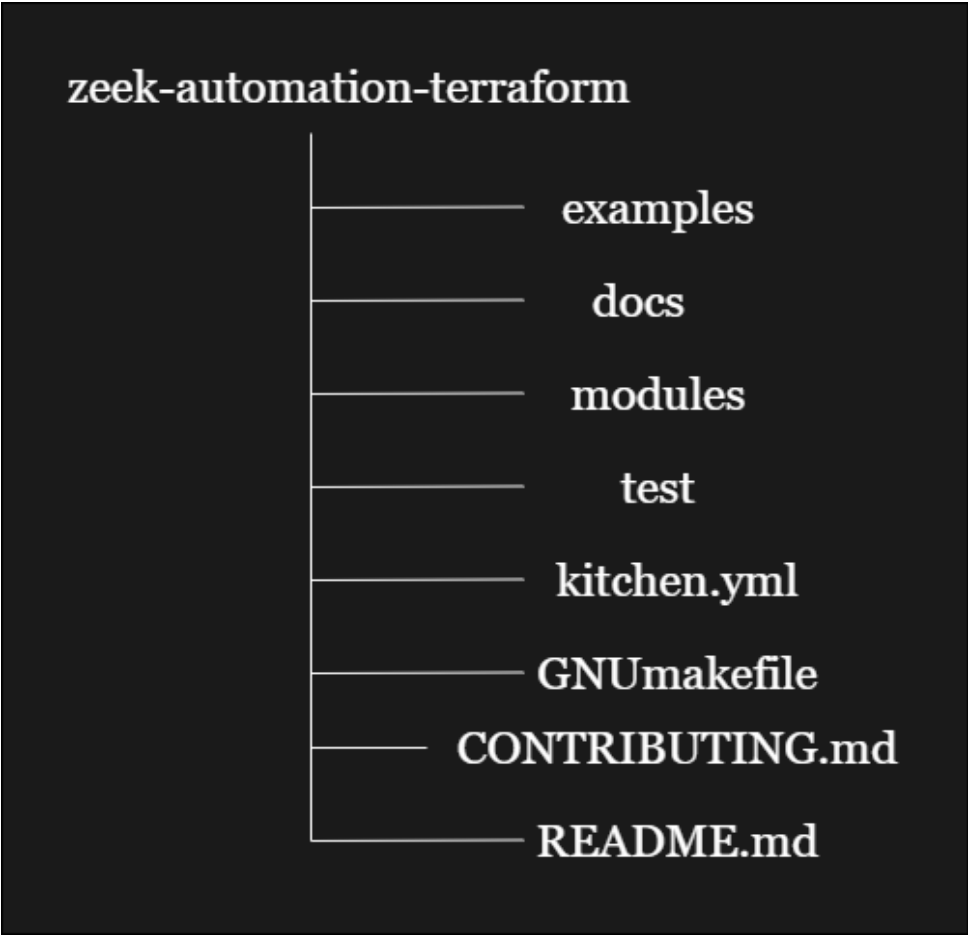 zeek-automation-terraform
examples
docs
modules
test
kitchen.yml
GNUmakefile
CONTRIBUTING.md
README.md